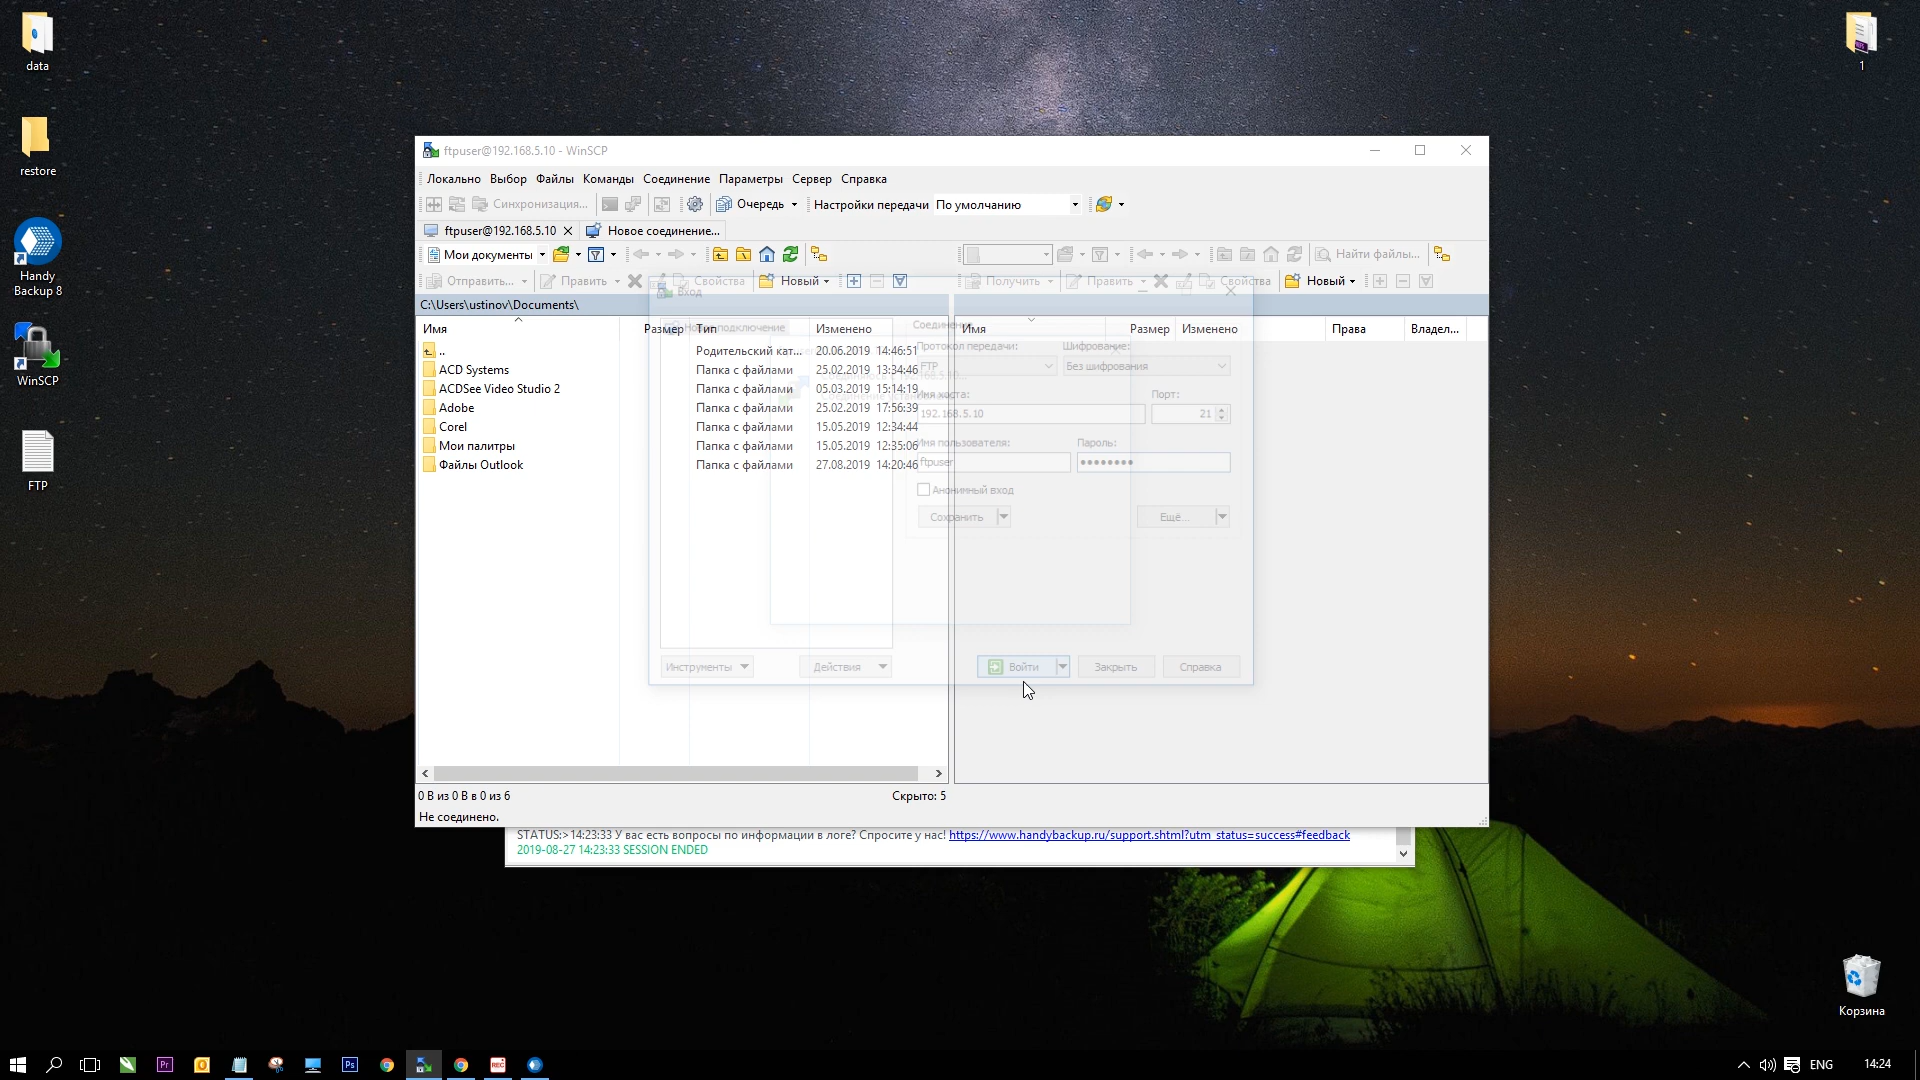 data
restore
Handy
Backup 8
WinSCP
FTP
1
ftpuser@192.168.5.10 - WinSCP
Локально Выбор Файлы Команды Соединение Параметры Сервер Справка
Синхронизация... Очередь Настройки передачи По умолчанию
ftpuser@192.168.5.10 Новое соединение...
Мои документы Найти файлы...
Отправить... Править Свойства Новый Получить Править Свойства Новый
Вход
C:\Users\ustinov\Documents\
Имя Размер Тип Изменено Имя Размер Изменено Права Владел...
Новое подключение
Соединение
.. Родительский кат... 20.06.2019 14:46:51
ACD Systems Папка с файлами 25.02.2019 13:34:46
ACDSee Video Studio 2 Папка с файлами 05.03.2019 15:14:19
Adobe Папка с файлами 25.02.2019 17:56:39
Corel Папка с файлами 15.05.2019 12:34:44
Мои палитры Папка с файлами 15.05.2019 12:35:06
Файлы Outlook Папка с файлами 27.08.2019 14:20:46
Протокол передачи: Шифрование:
FTP Без шифрования
Имя хоста: Порт:
192.168.5.10 21
Имя пользователя: Пароль:
ftpuser ●●●●●●●●
Анонимный вход
Сохранить Ещё...
Инструменты Действия Войти Закрыть Справка
0 B из 0 B в 0 из 6 Скрыто: 5
Не соединено.
STATUS:>14:23:33 У вас есть вопросы по информации в логе? Спросите у нас! https://www.handybackup.ru/support.shtml?utm_status=success#feedback
2019-08-27 14:23:33 SESSION ENDED
Корзина
Pr
Ps
REC
ENG
14:24